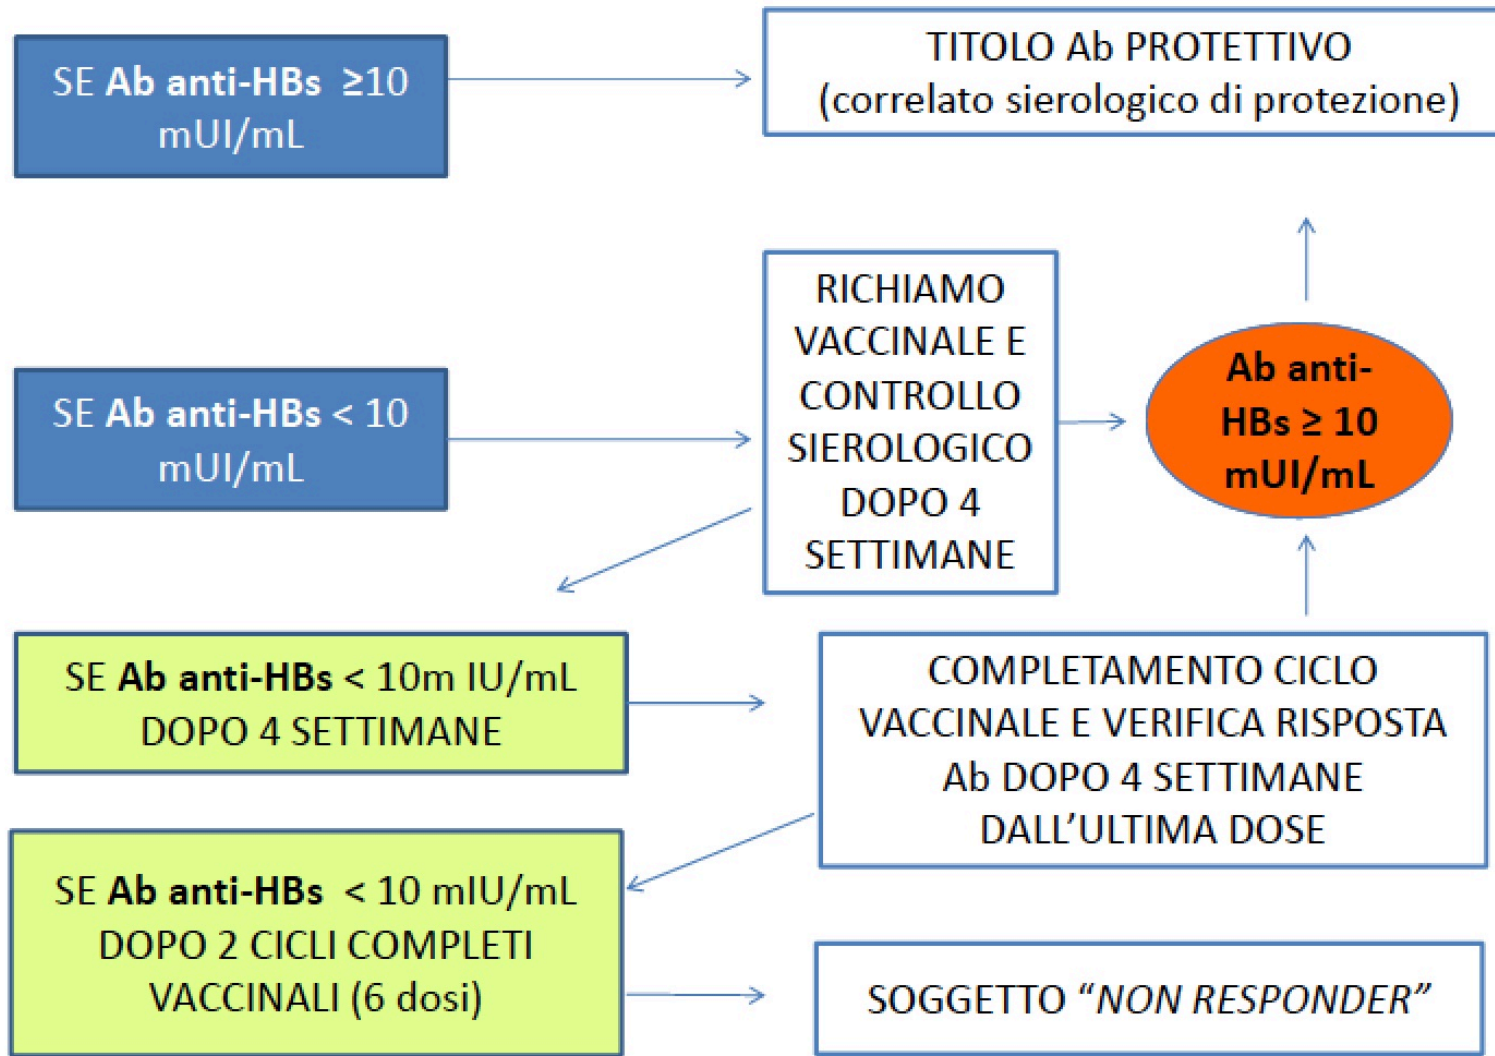 SE Ab anti-HBs ≥10
mUI/mL
TITOLO Ab PROTETTIVO
(correlato sierologico di protezione)
SE Ab anti-HBs < 10
mUI/mL
RICHIAMO
VACCINALE E
CONTROLLO
SIEROLOGICO
DOPO 4
SETTIMANE
Ab anti-
HBs ≥ 10
mUI/mL
SE Ab anti-HBs < 10m IU/mL
DOPO 4 SETTIMANE
COMPLETAMENTO CICLO
VACCINALE E VERIFICA RISPOSTA
Ab DOPO 4 SETTIMANE
DALL’ULTIMA DOSE
SE Ab anti-HBs < 10 mIU/mL
DOPO 2 CICLI COMPLETI
VACCINALI (6 dosi)
SOGGETTO “NON RESPONDER”